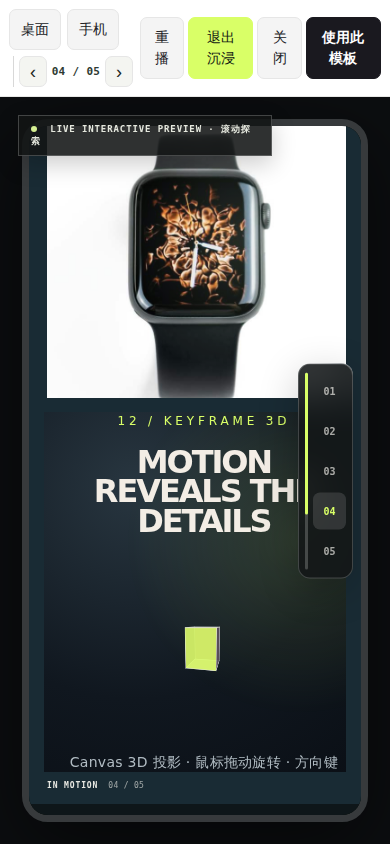 桌面
手机
‹
04 / 05
›
重
播
退出
沉浸
关
闭
使用此
模板
LIVE INTERACTIVE PREVIEW · 滚动探
索
01
02
03
04
05
12 / KEYFRAME 3D
MOTION
REVEALS TH
DETAILS
Canvas 3D 投影 · 鼠标拖动旋转 · 方向键
IN MOTION 04 / 05